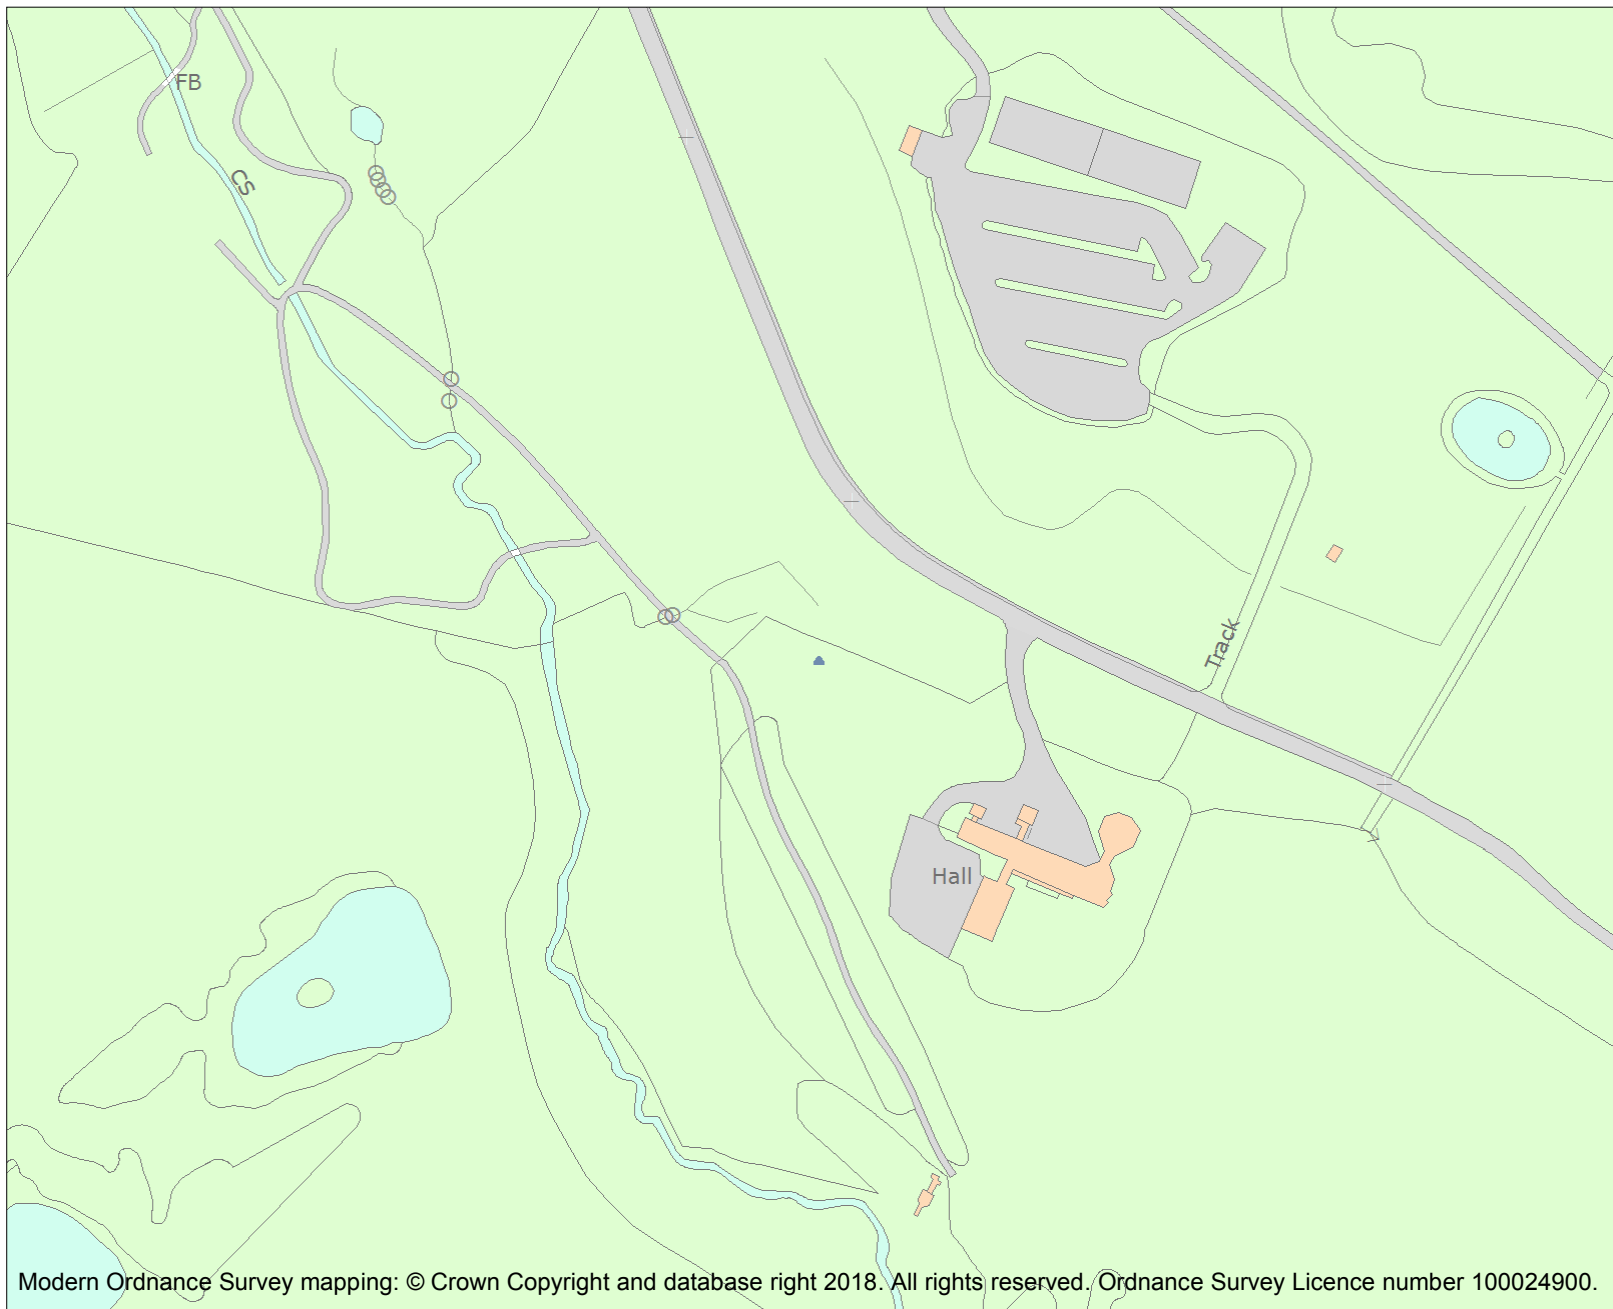 FB
CS
Track
Hall
Modern Ordnance Survey mapping: © Crown Copyright and database right 2018. All rights reserved. Ordnance Survey Licence number 100024900.